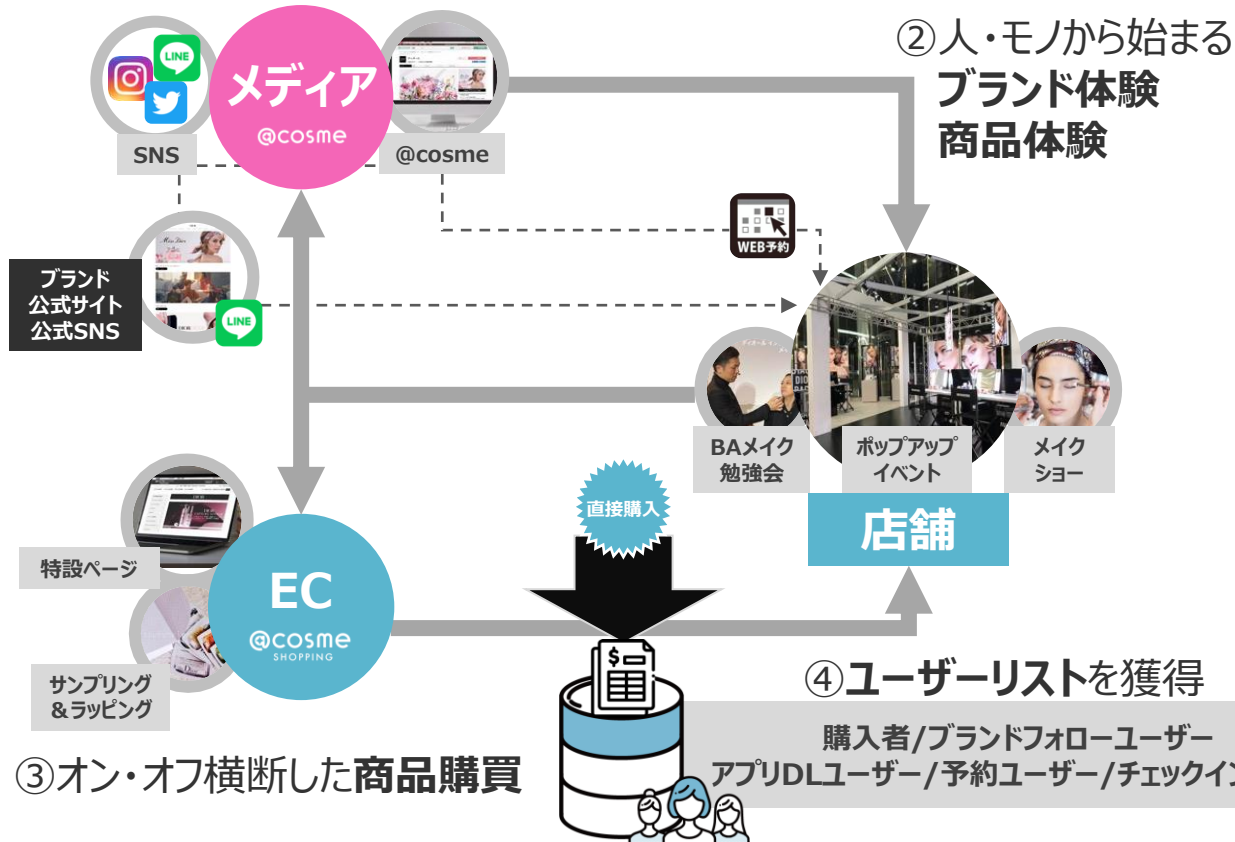 ②人・モノから始まる
ブランド体験
商品体験
LINE
メディア
@cosme
SNS
@cosme
WEB予約
ブランド
公式サイト
公式SNS
LINE
BAメイク
勉強会
ポップアップ
イベント
メイク
ショー
直接購入
店舗
特設ページ
EC
@cosme
SHOPPING
サンプリング
&ラッピング
④ユーザーリストを獲得
購入者/ブランドフォローユーザー
アプリDLユーザー/予約ユーザー/チェックイン
③オン・オフ横断した商品購買